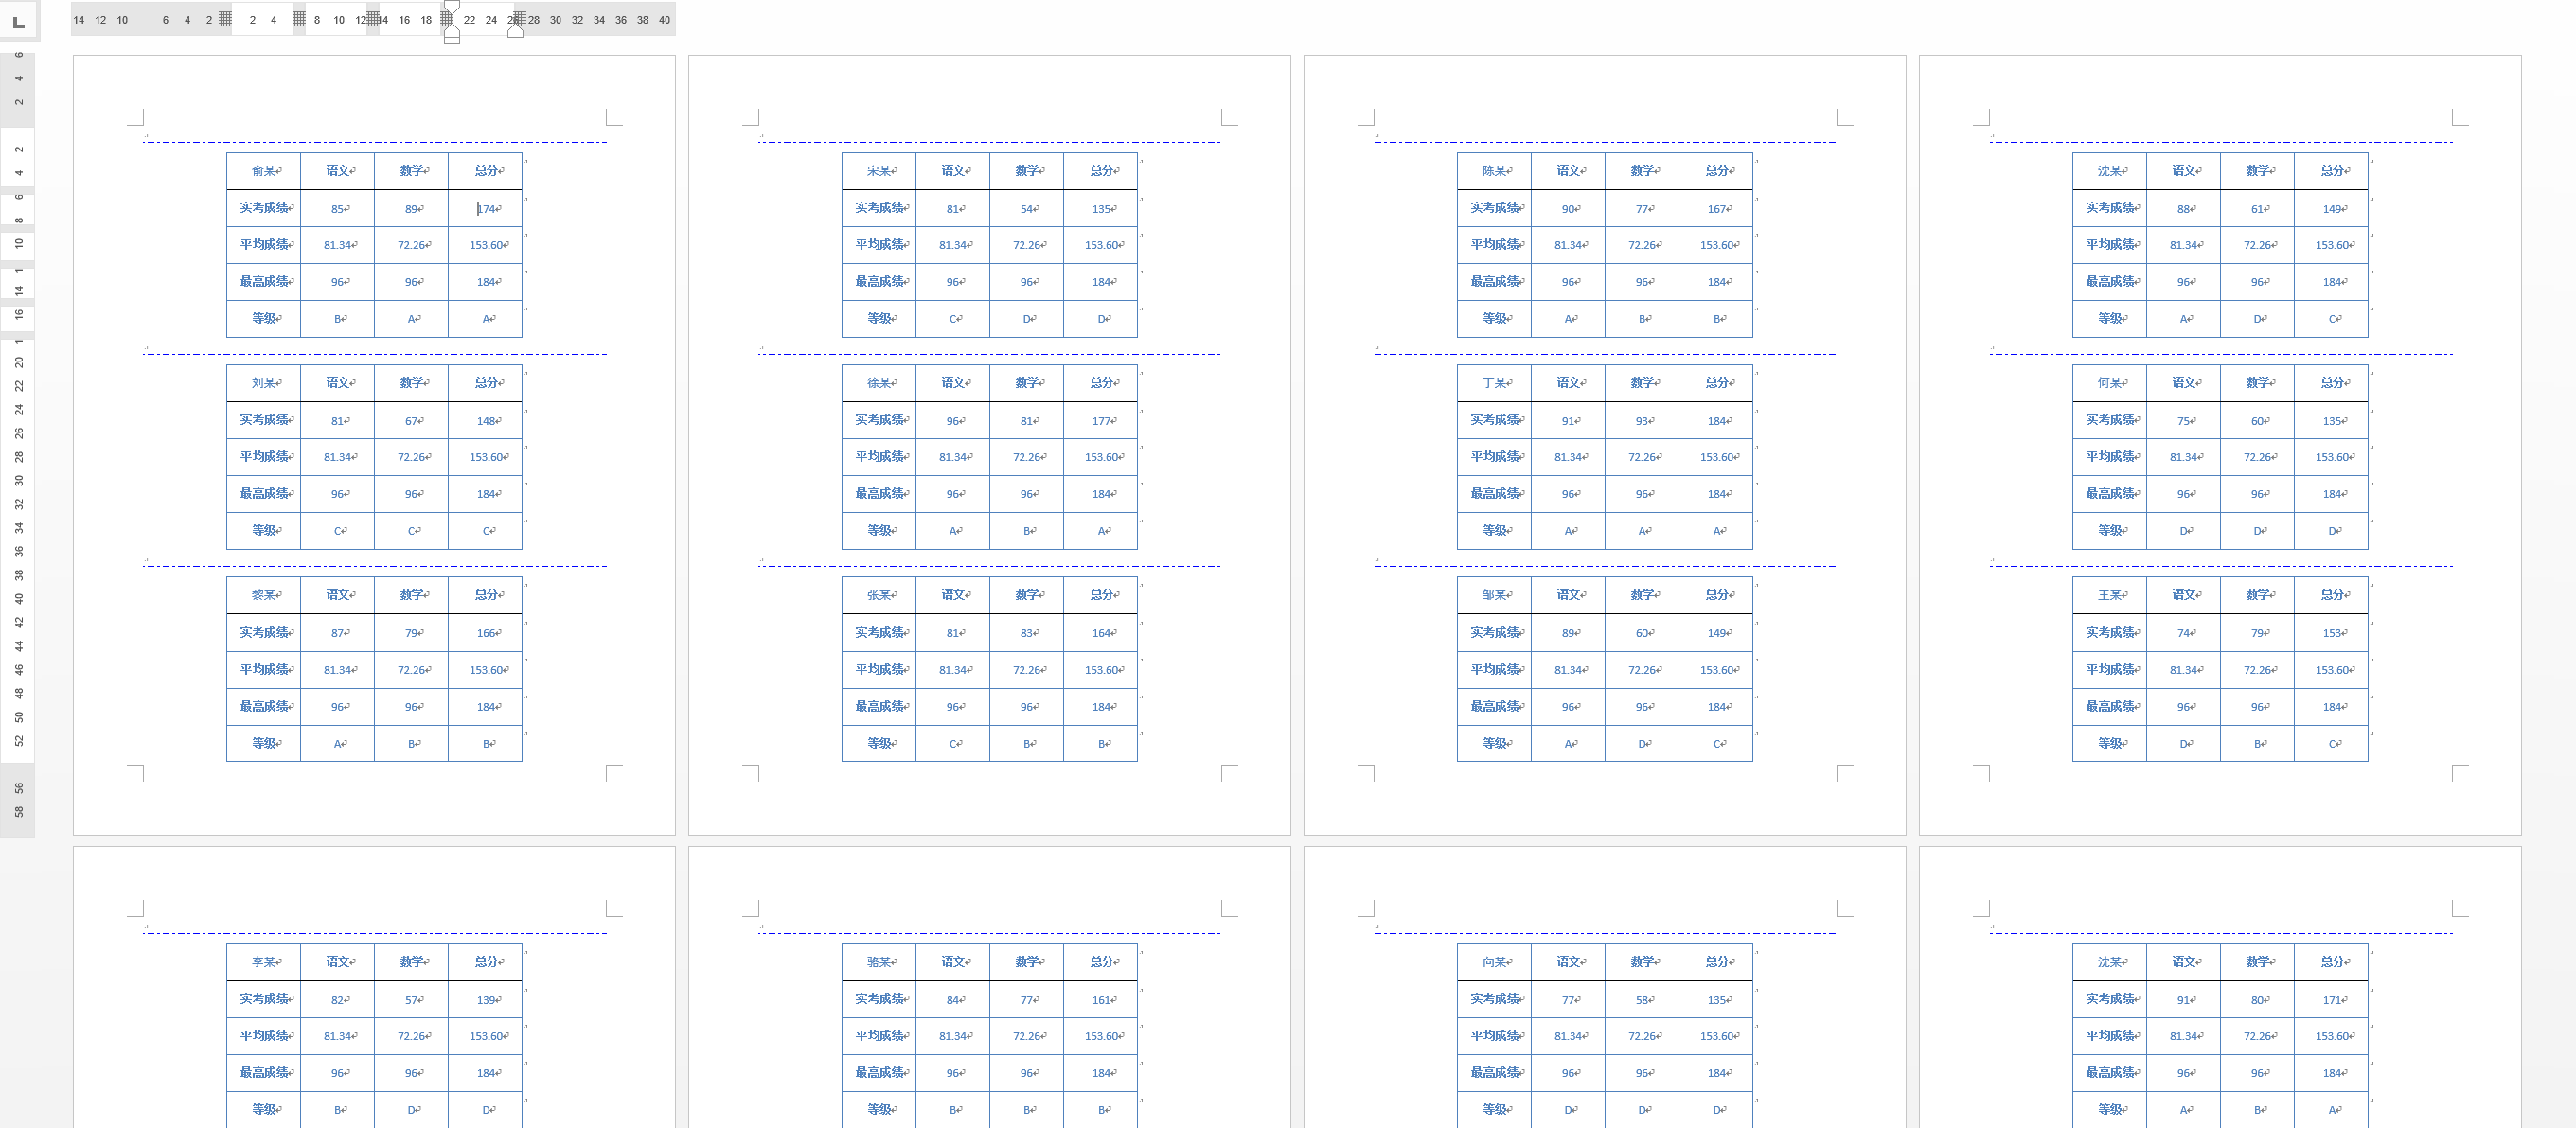 14 12 10 6 4 2 2 4 8 10 12 14 16 18 22 24 26 28 30 32 34 36 38 40
俞某 语文 数学 总分
实考成绩 85 89 174
平均成绩 81.34 72.26 153.60
最高成绩 96 96 184
等级 B A A
刘某 语文 数学 总分
实考成绩 81 67 148
平均成绩 81.34 72.26 153.60
最高成绩 96 96 184
等级 C C C
黎某 语文 数学 总分
实考成绩 87 79 166
平均成绩 81.34 72.26 153.60
最高成绩 96 96 184
等级 A B B
宋某 语文 数学 总分
实考成绩 81 54 135
平均成绩 81.34 72.26 153.60
最高成绩 96 96 184
等级 C D D
徐某 语文 数学 总分
实考成绩 96 81 177
平均成绩 81.34 72.26 153.60
最高成绩 96 96 184
等级 A B A
张某 语文 数学 总分
实考成绩 81 83 164
平均成绩 81.34 72.26 153.60
最高成绩 96 96 184
等级 C B B
陈某 语文 数学 总分
实考成绩 90 77 167
平均成绩 81.34 72.26 153.60
最高成绩 96 96 184
等级 A B B
丁某 语文 数学 总分
实考成绩 91 93 184
平均成绩 81.34 72.26 153.60
最高成绩 96 96 184
等级 A A A
邹某 语文 数学 总分
实考成绩 89 60 149
平均成绩 81.34 72.26 153.60
最高成绩 96 96 184
等级 A D C
沈某 语文 数学 总分
实考成绩 88 61 149
平均成绩 81.34 72.26 153.60
最高成绩 96 96 184
等级 A D C
何某 语文 数学 总分
实考成绩 75 60 135
平均成绩 81.34 72.26 153.60
最高成绩 96 96 184
等级 D D D
王某 语文 数学 总分
实考成绩 74 79 153
平均成绩 81.34 72.26 153.60
最高成绩 96 96 184
等级 D B C
李某 语文 数学 总分
实考成绩 82 57 139
平均成绩 81.34 72.26 153.60
最高成绩 96 96 184
等级 B D D
骆某 语文 数学 总分
实考成绩 84 77 161
平均成绩 81.34 72.26 153.60
最高成绩 96 96 184
等级 B B B
向某 语文 数学 总分
实考成绩 77 58 135
平均成绩 81.34 72.26 153.60
最高成绩 96 96 184
等级 D D D
沈某 语文 数学 总分
实考成绩 91 80 171
平均成绩 81.34 72.26 153.60
最高成绩 96 96 184
等级 A B A
6 4 2 2 4 6 8 10 14 16 20 22 24 26 28 30 32 34 36 38 40 42 44 46 48 50 52 56 58